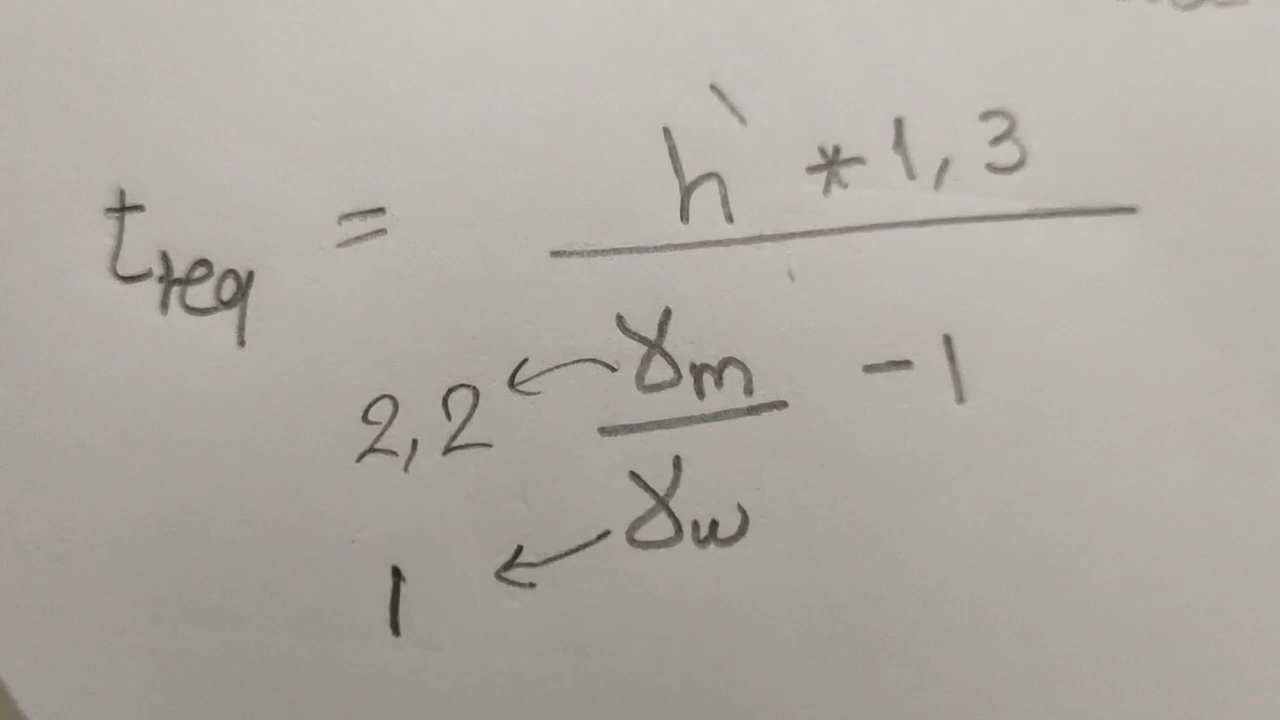 t_req = h` * 1,3
2,2 ← γm - 1
1 ← γw